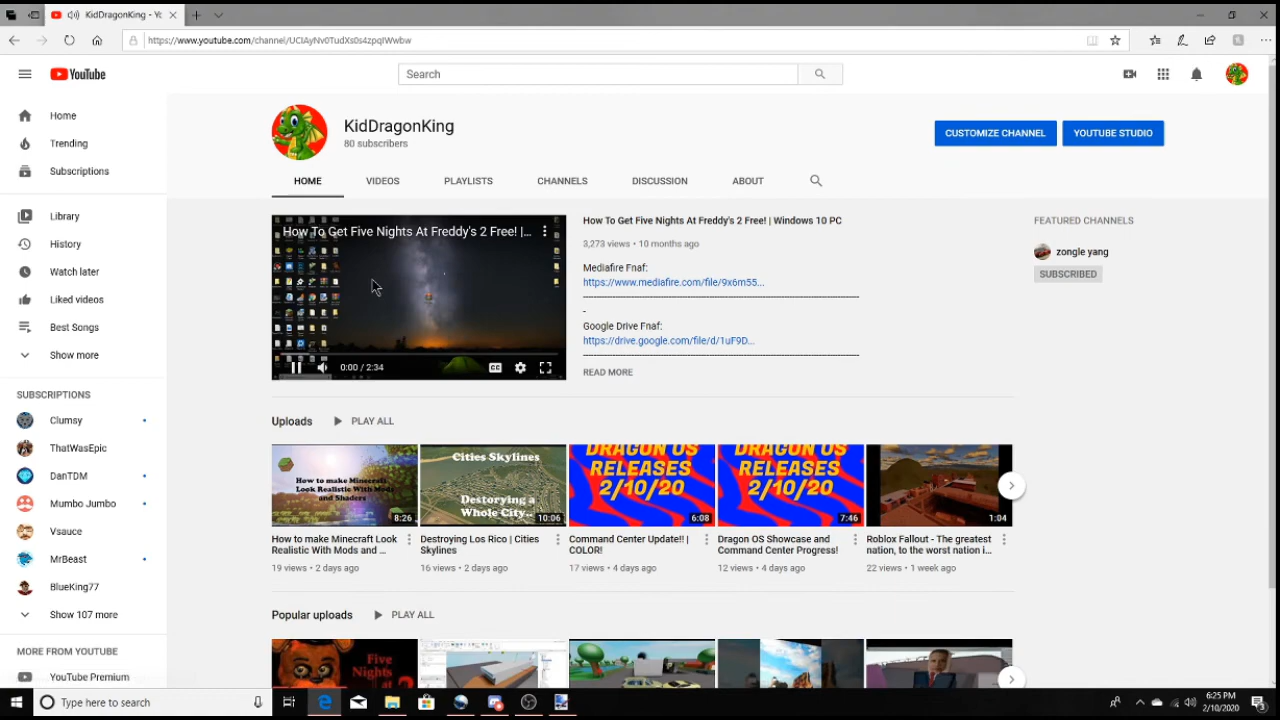 KidDragonKing - Yo
https://www.youtube.com/channel/UCIAyNv0TudXs0s4zpqIWwbw
YouTube
Search
Home
Trending
Subscriptions
Library
History
Watch later
Liked videos
Best Songs
Show more
SUBSCRIPTIONS
Clumsy
ThatWasEpic
DanTDM
Mumbo Jumbo
Vsauce
MrBeast
BlueKing77
Show 107 more
MORE FROM YOUTUBE
YouTube Premium
KidDragonKing
80 subscribers
CUSTOMIZE CHANNEL
YOUTUBE STUDIO
HOME
VIDEOS
PLAYLISTS
CHANNELS
DISCUSSION
ABOUT
How To Get Five Nights At Freddy's 2 Free! |...
0:00 / 2:34
How To Get Five Nights At Freddy's 2 Free! | Windows 10 PC
3,273 views • 10 months ago
Mediafire Fnaf:
https://www.mediafire.com/file/9x6m55...
Google Drive Fnaf:
https://drive.google.com/file/d/1uF9D...
READ MORE
FEATURED CHANNELS
zongle yang
SUBSCRIBED
Uploads
PLAY ALL
How to make Minecraft
Look Realistic With Mods
and Shaders
8:26
How to make Minecraft Look
Realistic With Mods and ...
19 views • 2 days ago
Cities Skylines
Destorying a
Whole City..
10:06
Destroying Los Rico | Cities
Skylines
16 views • 2 days ago
DRAGON OS
RELEASES
2/10/20
6:08
Command Center Update!! |
COLOR!
17 views • 4 days ago
DRAGON OS
RELEASES
2/10/20
7:46
Dragon OS Showcase and
Command Center Progress!
12 views • 4 days ago
1:04
Roblox Fallout - The greatest
nation, to the worst nation i...
22 views • 1 week ago
Popular uploads
PLAY ALL
Five
Nights
at
Type here to search
6:25 PM
2/10/2020
3